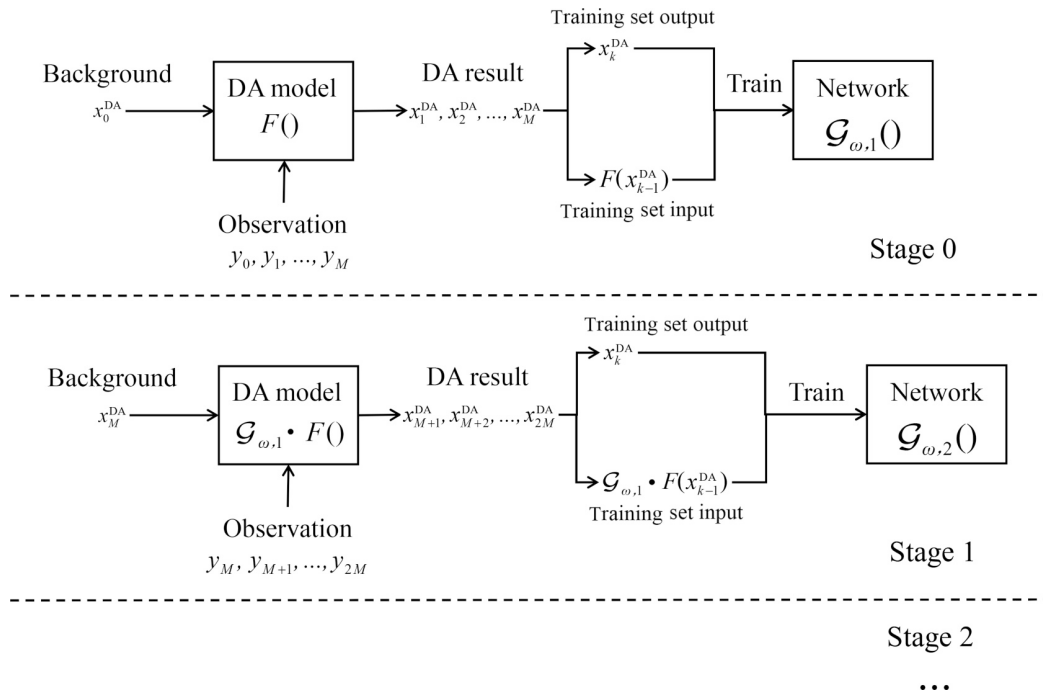 Training set output
x_k^DA
Background
x_0^DA
DA model
F()
DA result
x_1^DA, x_2^DA, ..., x_M^DA
Train
Network
𝒢_ω,1()
F(x_{k−1}^DA)
Training set input
Observation
y_0, y_1, ..., y_M
Stage 0
Training set output
x_k^DA
Background
x_M^DA
DA model
𝒢_ω,1 • F()
DA result
x_{M+1}^DA, x_{M+2}^DA, ..., x_{2M}^DA
Train
Network
𝒢_ω,2()
𝒢_ω,1 • F(x_{k−1}^DA)
Training set input
Observation
y_M, y_{M+1}, ..., y_{2M}
Stage 1
Stage 2
...